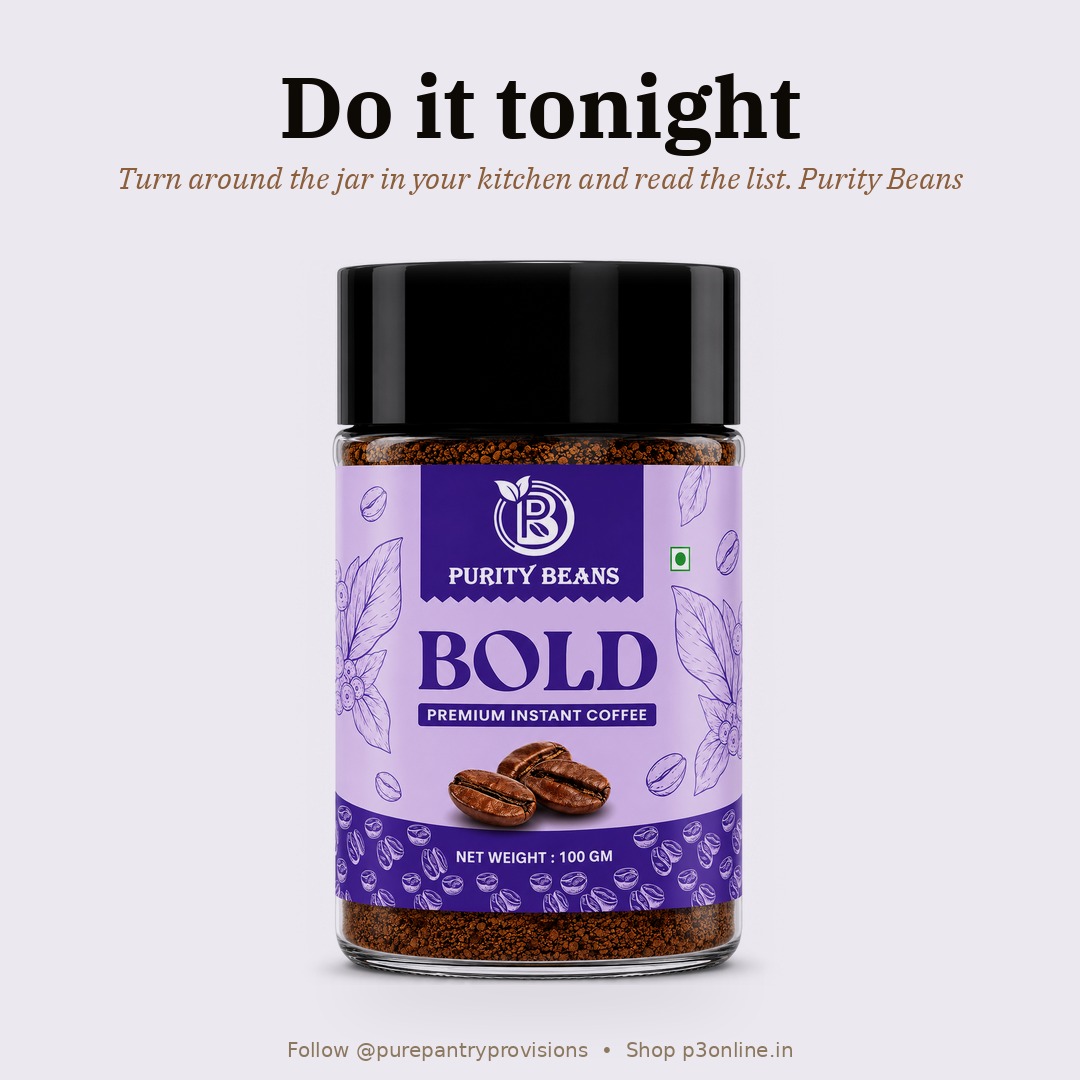 Do it tonight
Turn around the jar in your kitchen and read the list. Purity Beans
PURITY BEANS
BOLD
PREMIUM INSTANT COFFEE
NET WEIGHT : 100 GM
Follow @purepantryprovisions • Shop p3online.in